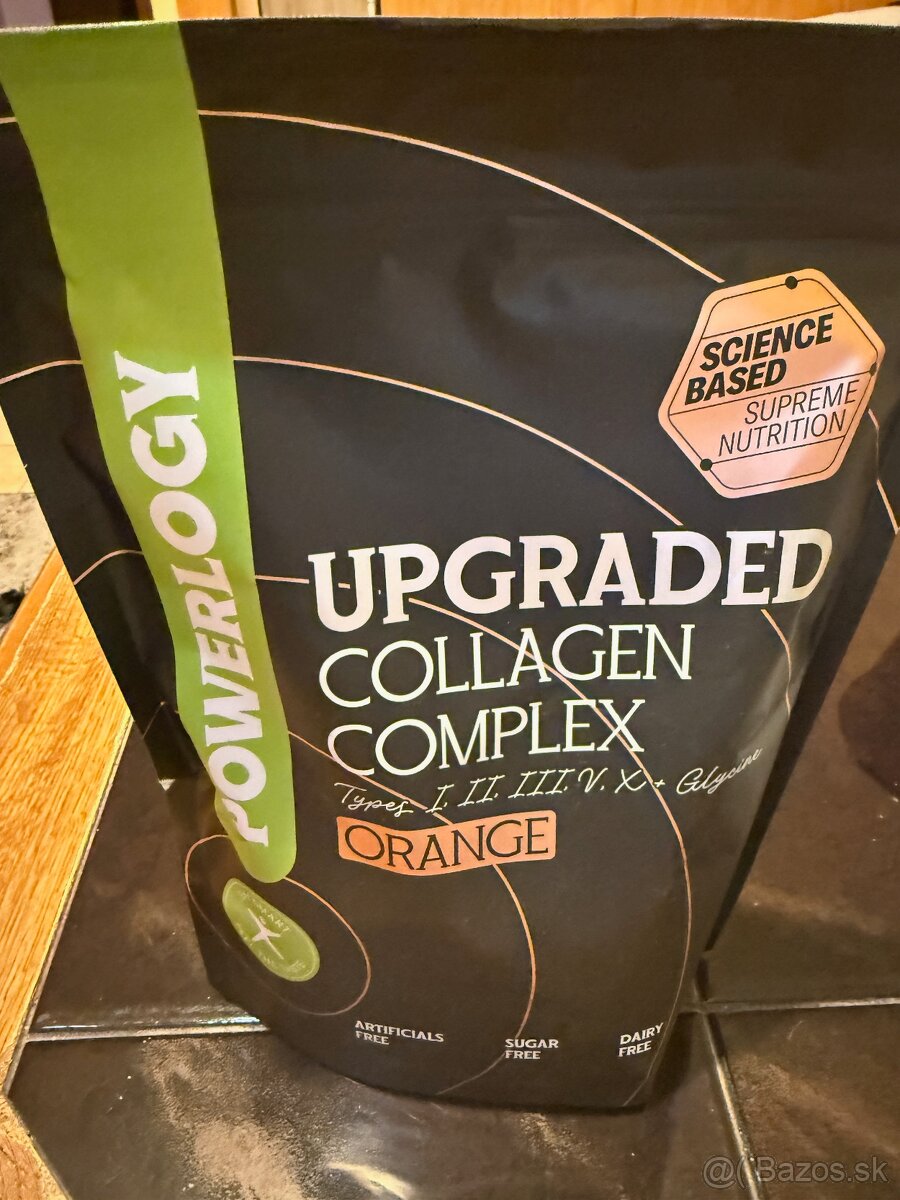 POWERLOGY
SCIENCE
BASED
SUPREME
NUTRITION
UPGRADED
COLLAGEN
COMPLEX
Types I, II, III, V, X + Glycine
ORANGE
ARTIFICIALS
FREE
SUGAR
FREE
DAIRY
FREE
@(Bazos.sk